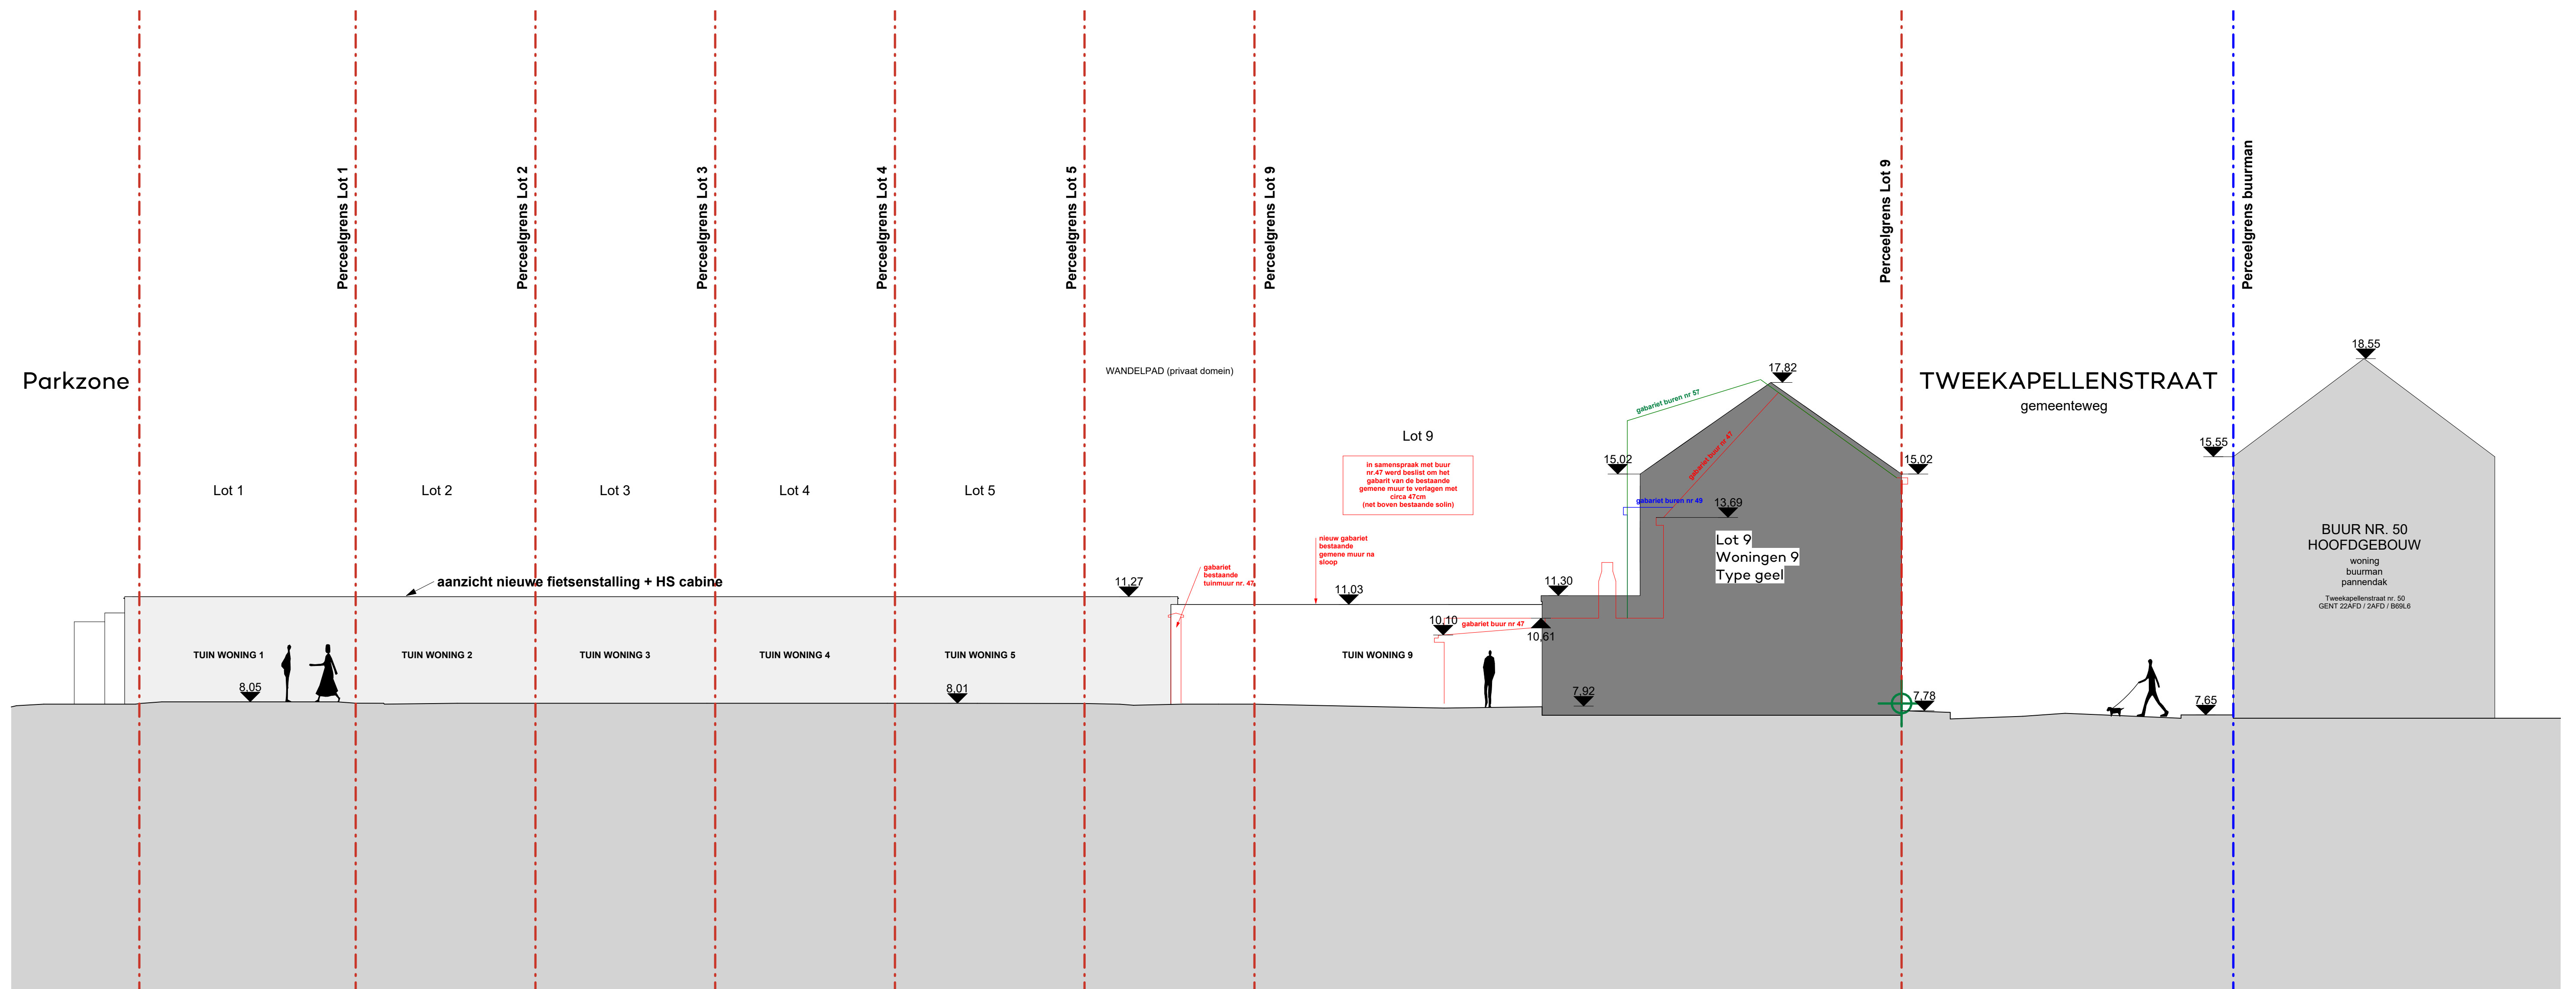 Perceelgrens Lot 1
Perceelgrens Lot 2
Perceelgrens Lot 3
Perceelgrens Lot 4
Perceelgrens Lot 5
Perceelgrens Lot 9
Perceelgrens Lot 9
Perceelgrens buurman
Parkzone
WANDELPAD (privaat domein)
TWEEKAPELLENSTRAAT
gemeenteweg
18,55
17,82
gabariet buren nr 57
gabariet buur nr 47
15,55
15,02
15,02
Lot 1
Lot 2
Lot 3
Lot 4
Lot 5
Lot 9
in samenspraak met buur
nr.47 werd beslist om het
gabarit van de bestaande
gemene muur te verlagen met
circa 47cm
(net boven bestaande solin)
gabariet buren nr 49
13,69
Lot 9
Woningen 9
Type geel
BUUR NR. 50
HOOFDGEBOUW
woning
buurman
pannendak
Tweekapellenstraat nr. 50
GENT 22AFD / 2AFD / B69L6
nieuw gabariet
bestaande
gemene muur na
sloop
gabariet
bestaande
tuinmuur nr. 47
aanzicht nieuwe fietsenstalling + HS cabine
11,27
11,03
11,30
10,10
gabariet buur nr 47
10,61
TUIN WONING 1
TUIN WONING 2
TUIN WONING 3
TUIN WONING 4
TUIN WONING 5
TUIN WONING 9
8,05
8,01
7,92
7,78
7,65